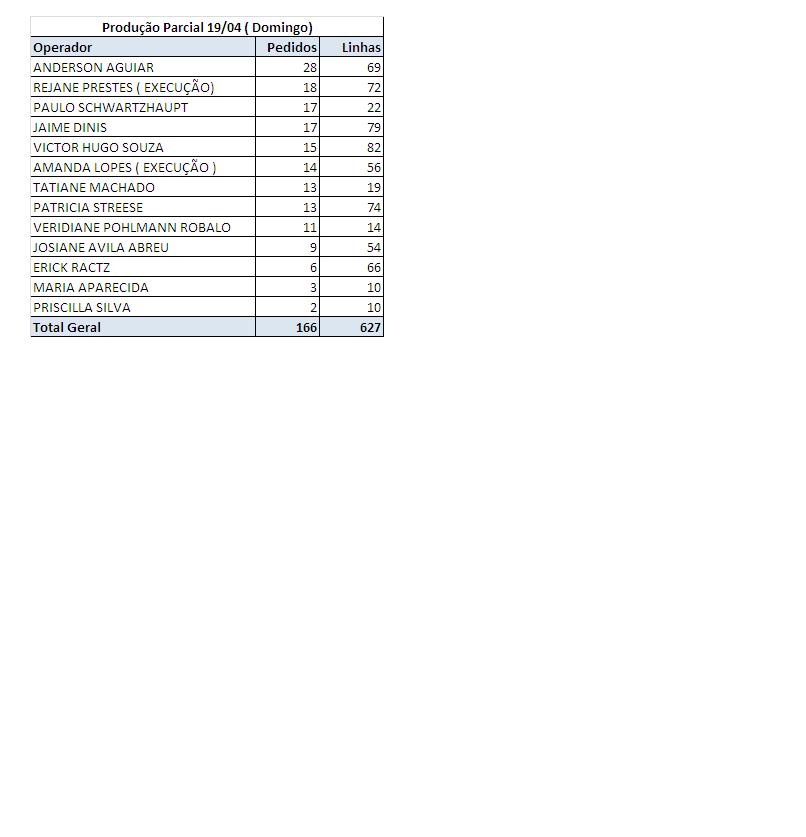 Produção Parcial 19/04 ( Domingo)
Operador Pedidos Linhas
ANDERSON AGUIAR 28 69
REJANE PRESTES ( EXECUÇÃO) 18 72
PAULO SCHWARTZHAUPT 17 22
JAIME DINIS 17 79
VICTOR HUGO SOUZA 15 82
AMANDA LOPES ( EXECUÇÃO ) 14 56
TATIANE MACHADO 13 19
PATRICIA STREESE 13 74
VERIDIANE POHLMANN ROBALO 11 14
JOSIANE AVILA ABREU 9 54
ERICK RACTZ 6 66
MARIA APARECIDA 3 10
PRISCILLA SILVA 2 10
Total Geral 166 627